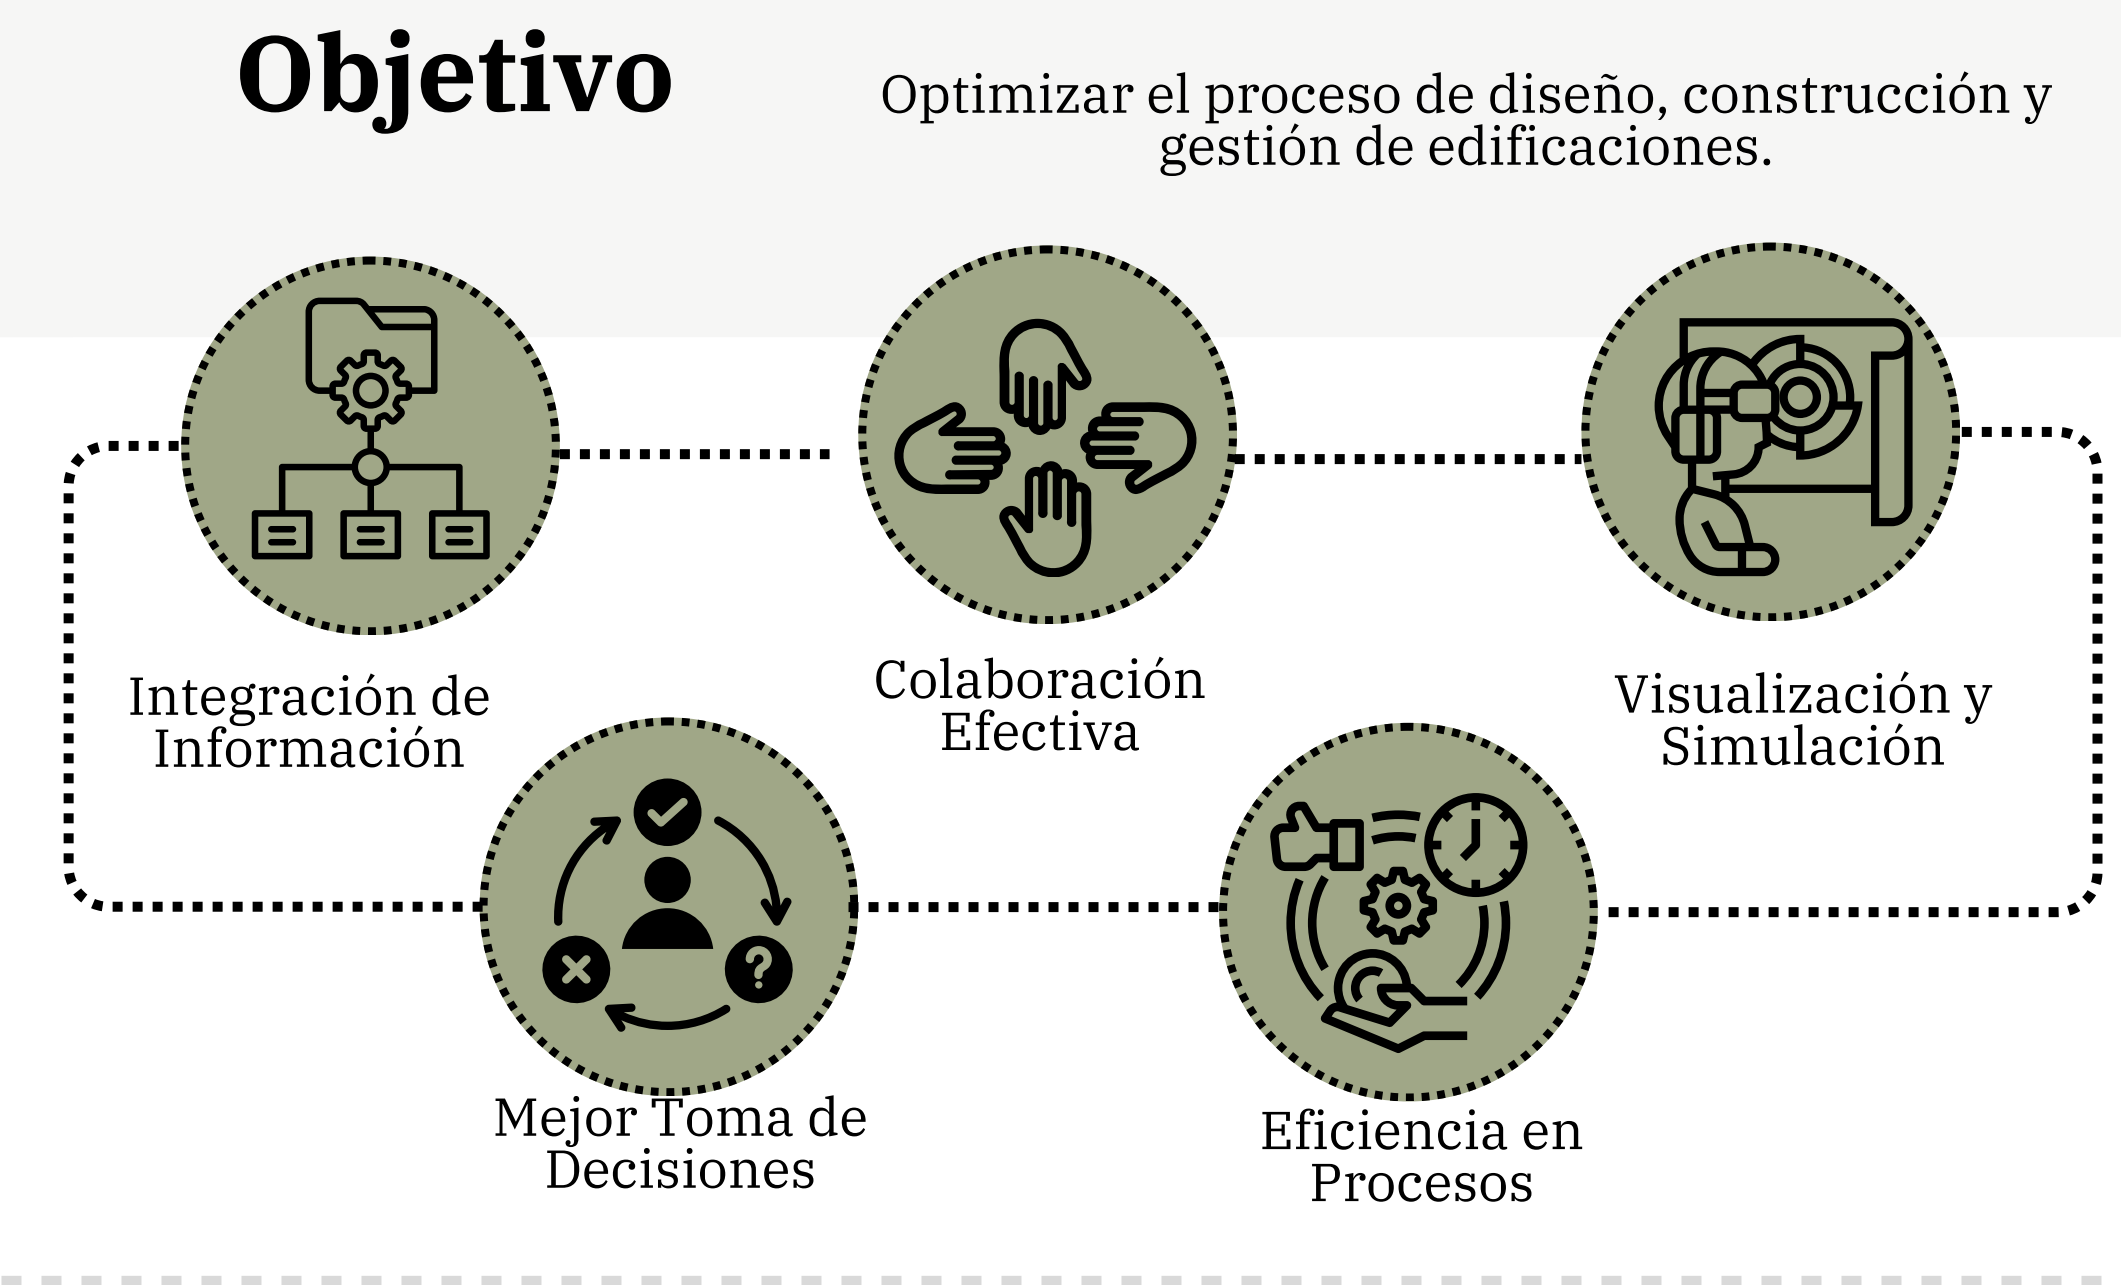 Objetivo
Optimizar el proceso de diseño, construcción y
gestión de edificaciones.
Integración de
Información
Colaboración
Efectiva
Visualización y
Simulación
Mejor Toma de
Decisiones
Eficiencia en
Procesos